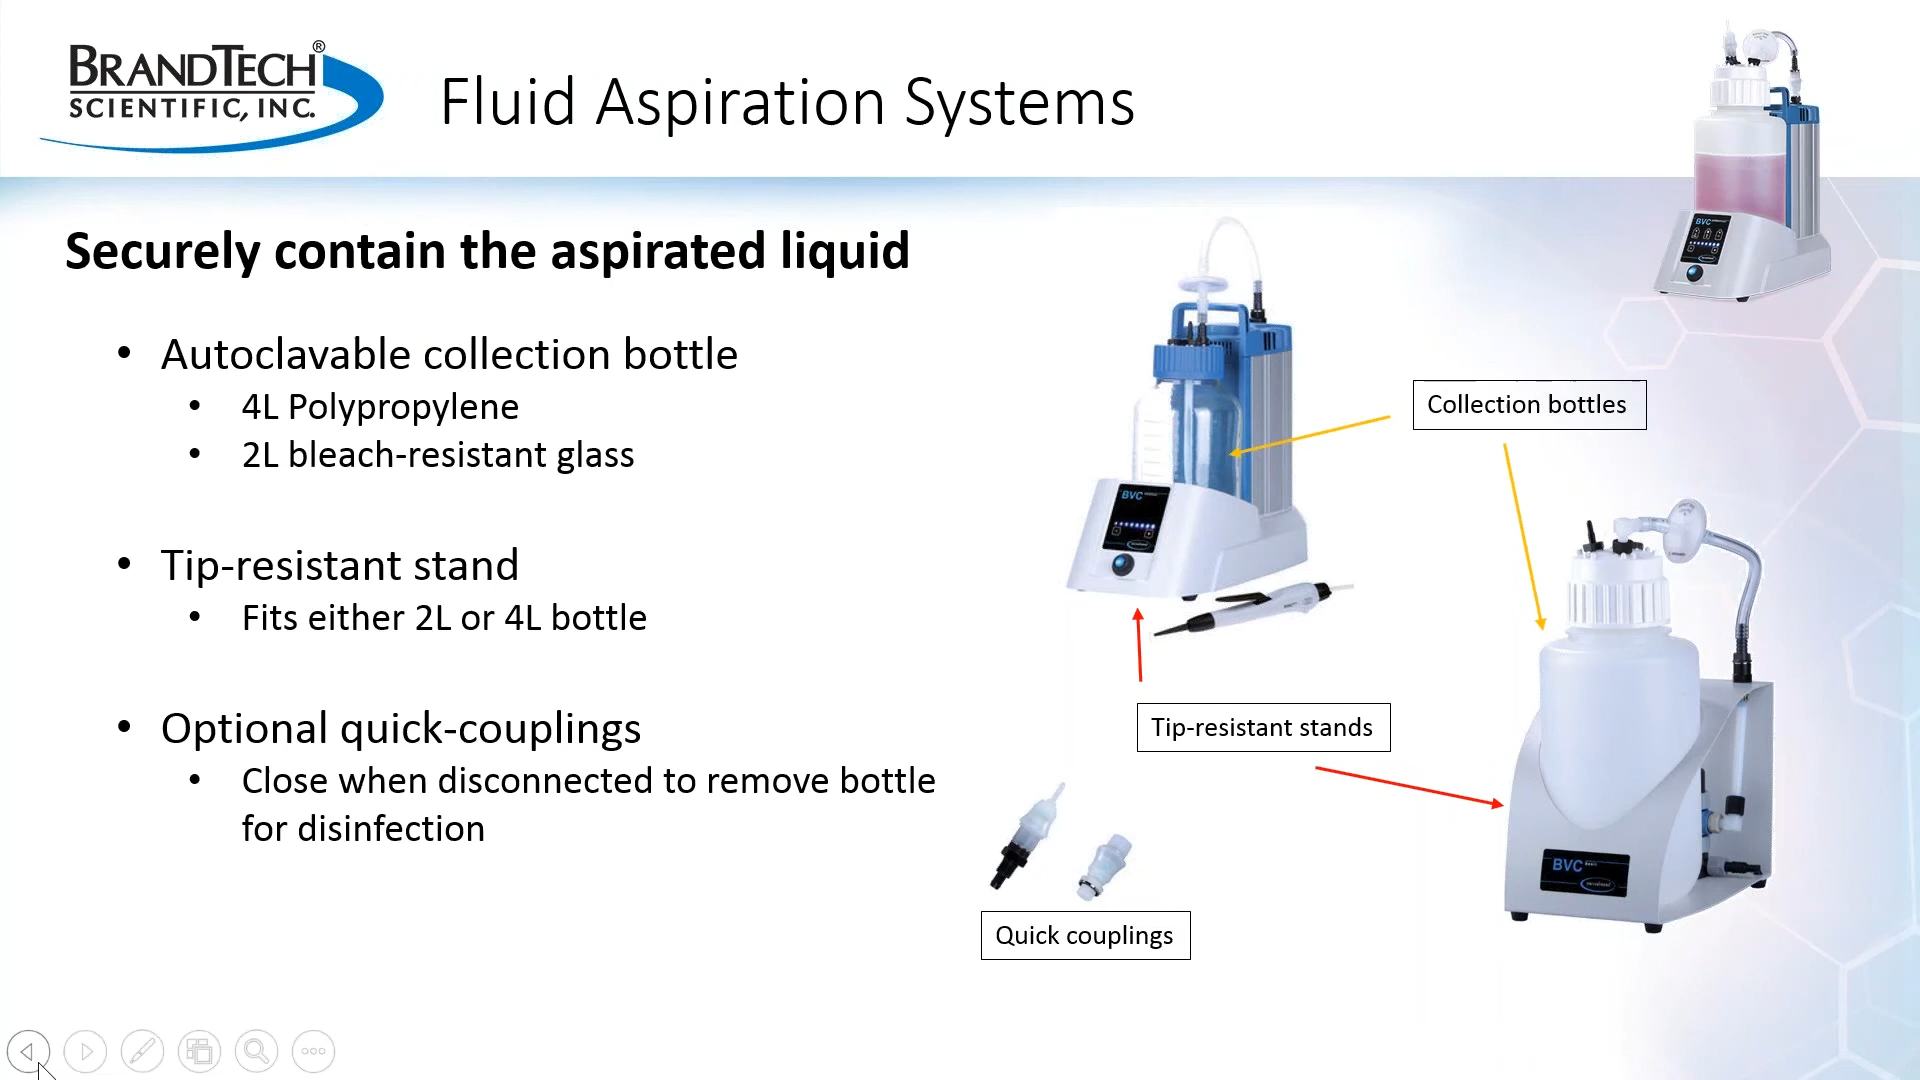 BRANDTECH®
SCIENTIFIC, INC.
Fluid Aspiration Systems
BVC
Securely contain the aspirated liquid
• Autoclavable collection bottle
• 4L Polypropylene
• 2L bleach-resistant glass
• Tip-resistant stand
• Fits either 2L or 4L bottle
• Optional quick-couplings
• Close when disconnected to remove bottle
for disinfection
Collection bottles
BVC
Tip-resistant stands
BVC
Quick couplings